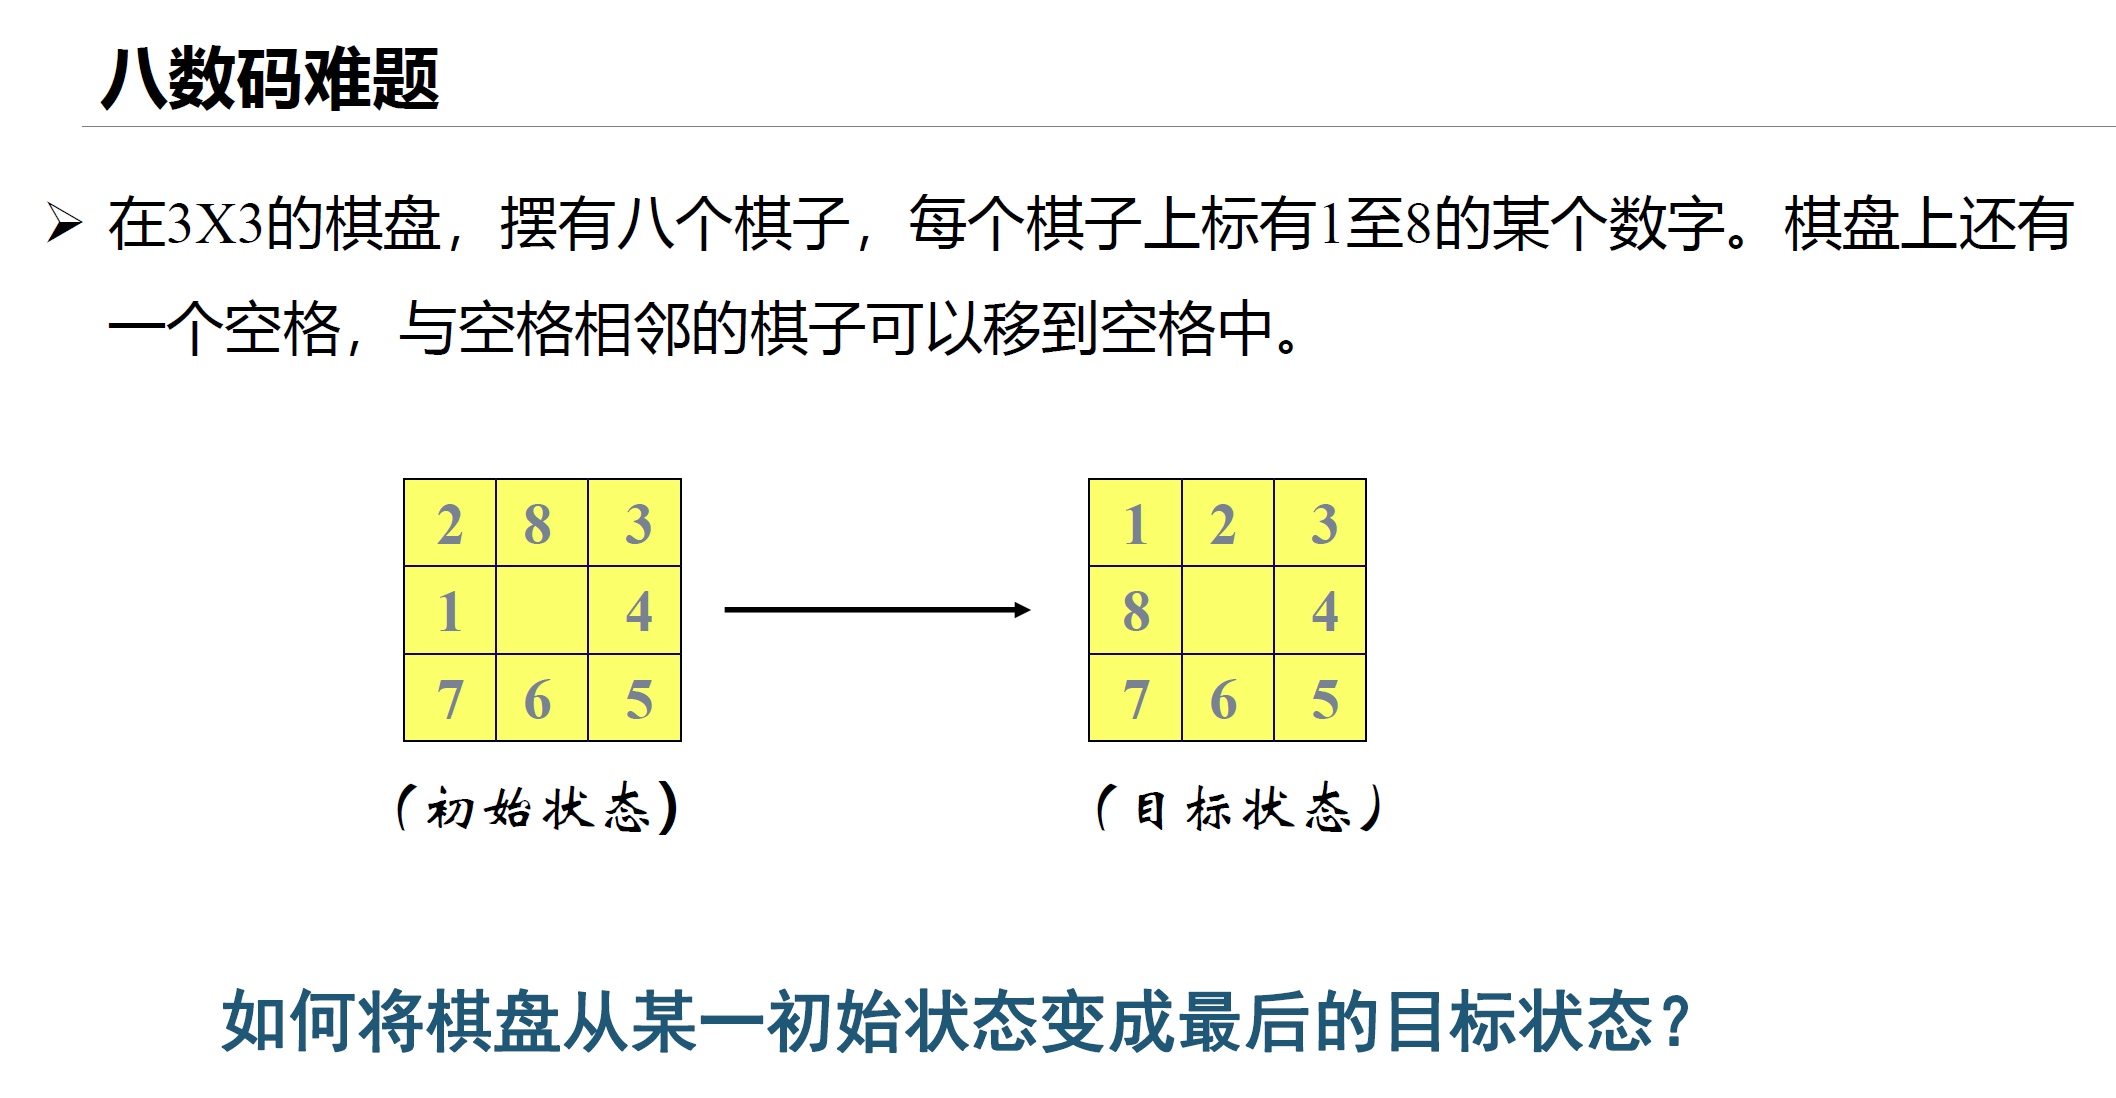 八数码难题
在3X3的棋盘，摆有八个棋子，每个棋子上标有1至8的某个数字。棋盘上还有
一个空格，与空格相邻的棋子可以移到空格中。
2 8 3
1 4
7 6 5
(初始状态)
1 2 3
8 4
7 6 5
(目标状态)
如何将棋盘从某一初始状态变成最后的目标状态？